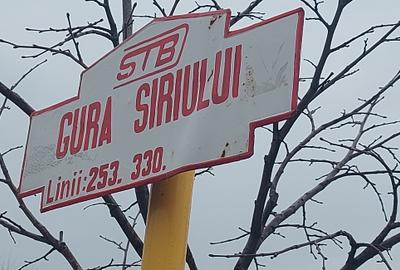 STB
GURA SIRIULUI
Linii:253. 330.